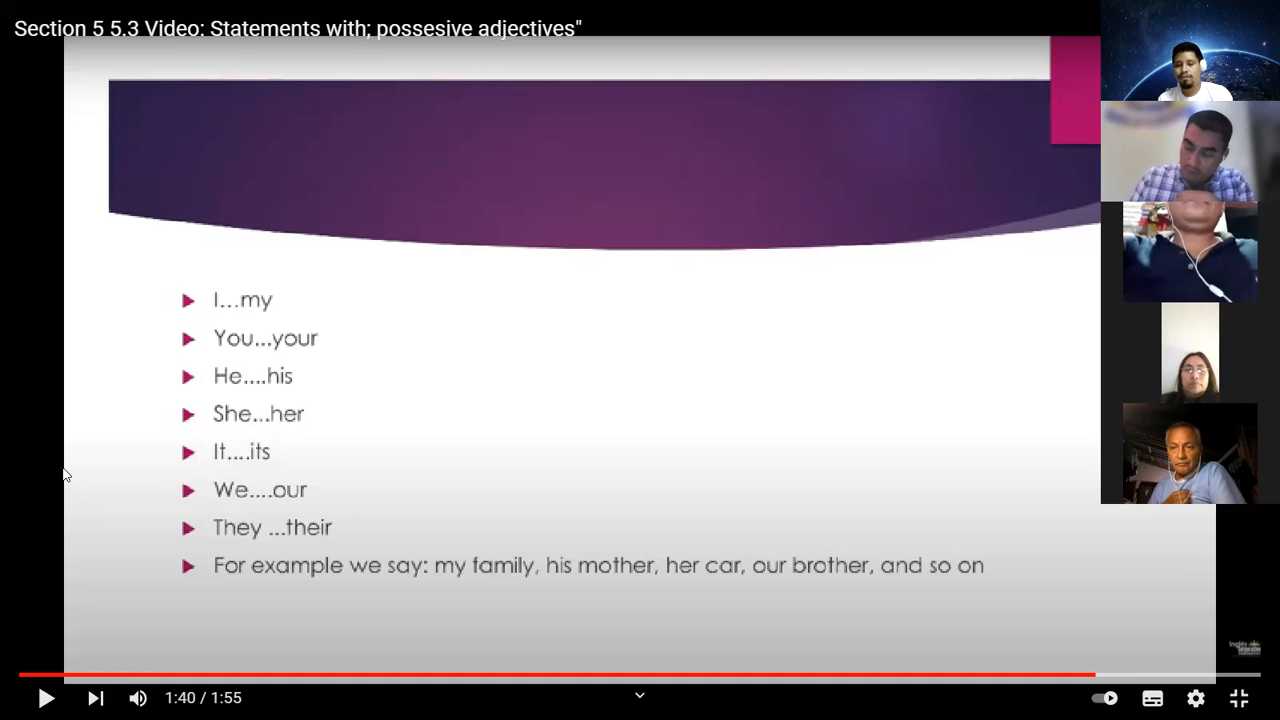 Section 5 5.3 Video: Statements with; possesive adjectives"
I...my
You...your
He....his
She...her
It....its
We....our
They ...their
For example we say: my family, his mother, her car, our brother, and so on
1:40 / 1:55